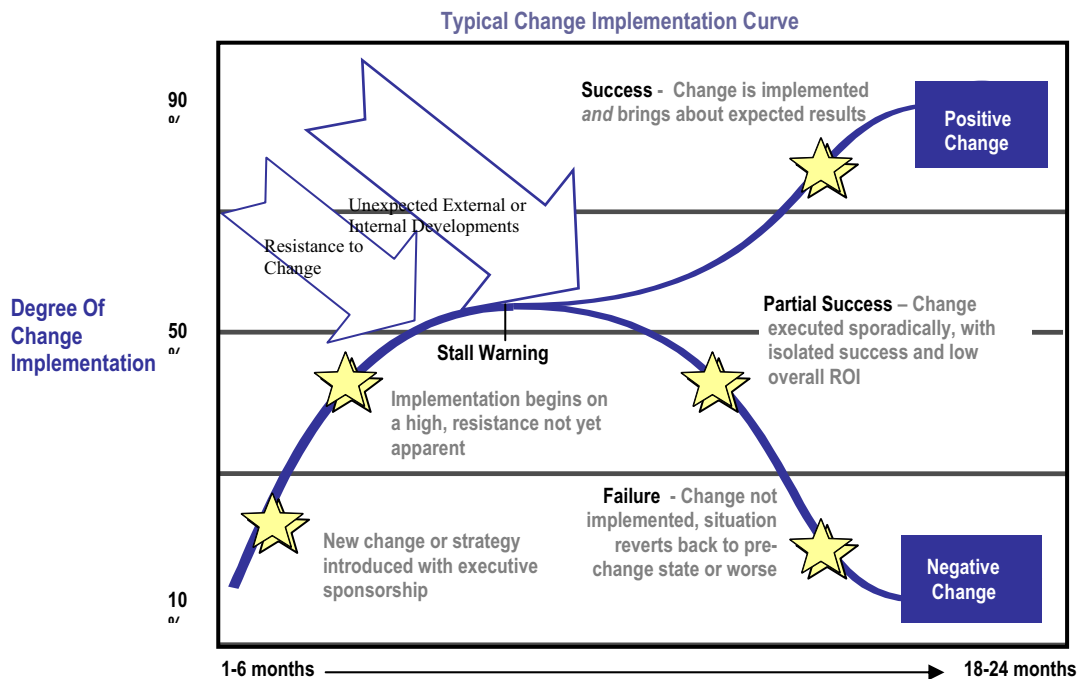 Typical Change Implementation Curve
90
%
Success - Change is implemented
and brings about expected results
Positive
Change
Unexpected External or
Internal Developments
Resistance to
Change
Degree Of
Change
Implementation
50
%
Stall Warning
Partial Success – Change
executed sporadically, with
isolated success and low
overall ROI
Implementation begins on
a high, resistance not yet
apparent
Failure - Change not
implemented, situation
reverts back to pre-
change state or worse
New change or strategy
introduced with executive
sponsorship
Negative
Change
10
%
1-6 months
18-24 months